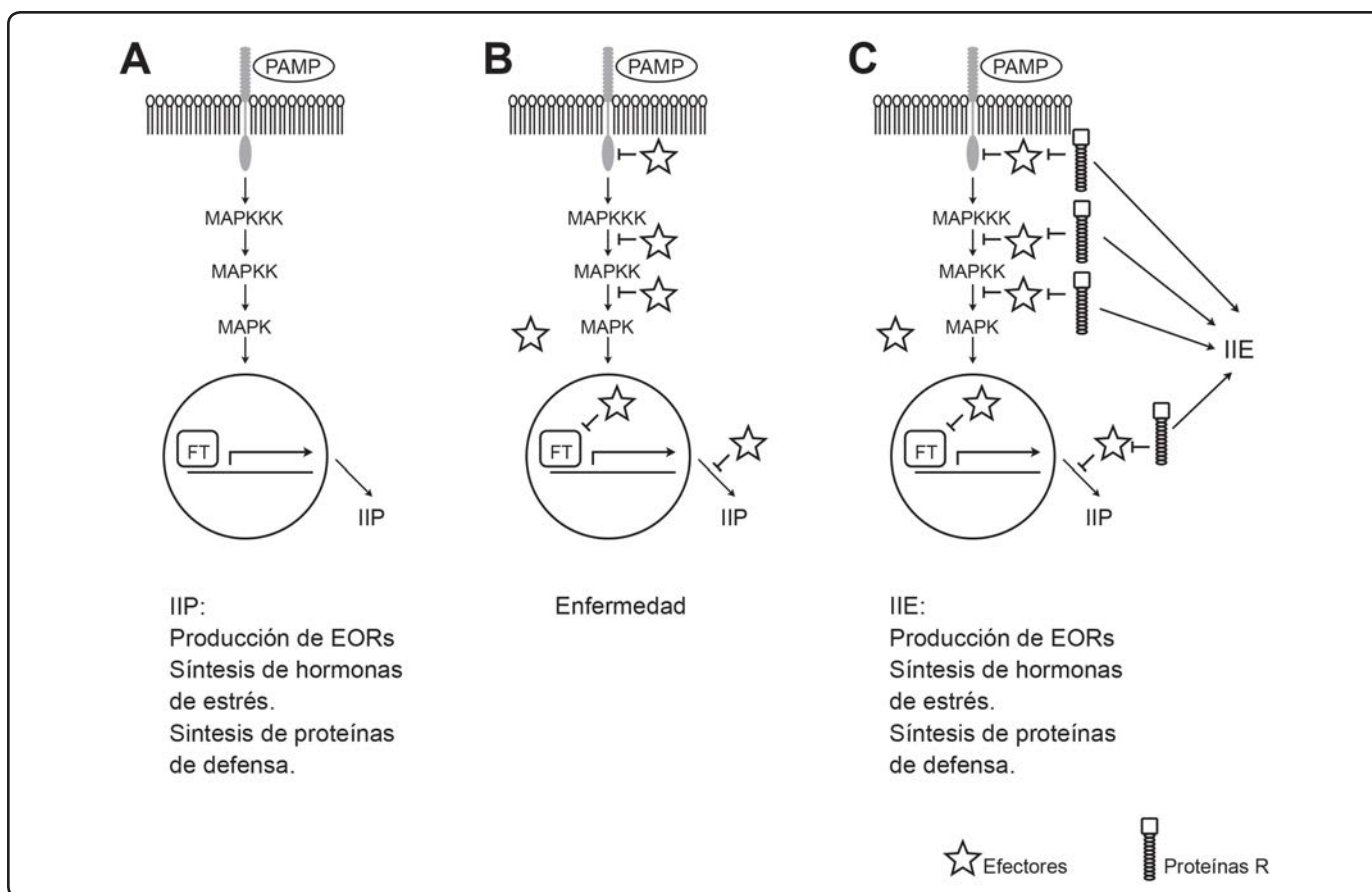 A
PAMP
MAPKKK
MAPKK
MAPK
FT
IIP
IIP:
Producción de EORs
Síntesis de hormonas
de estrés.
Sintesis de proteínas
de defensa.
B
PAMP
MAPKKK
MAPKK
MAPK
FT
IIP
Enfermedad
C
PAMP
MAPKKK
MAPKK
MAPK
IIE
FT
IIP
IIE:
Producción de EORs
Síntesis de hormonas
de estrés.
Síntesis de proteínas
de defensa.
Efectores
Proteínas R